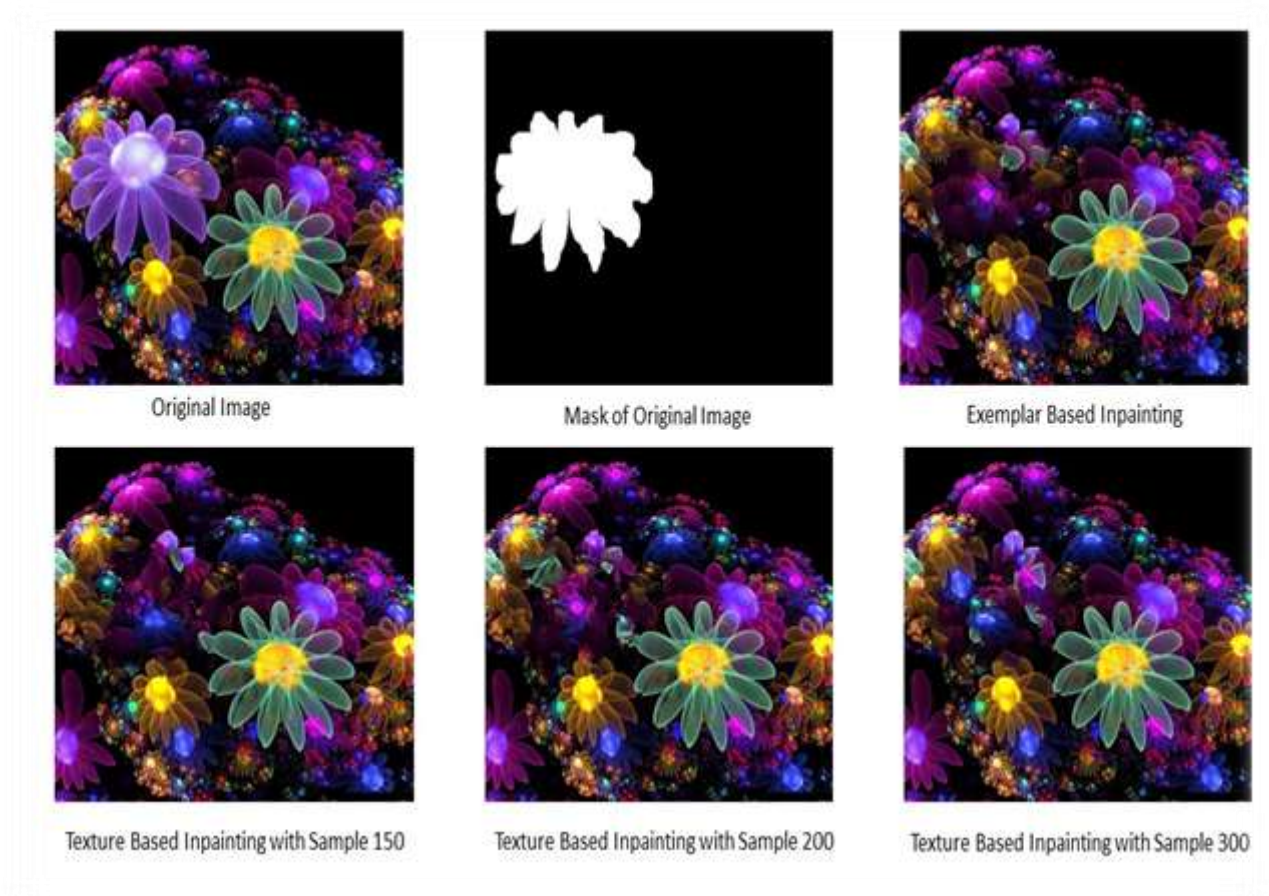 Original Image
Mask of Original Image
Exemplar Based Inpainting
Texture Based Inpainting with Sample 150
Texture Based Inpainting with Sample 200
Texture Based Inpainting with Sample 300